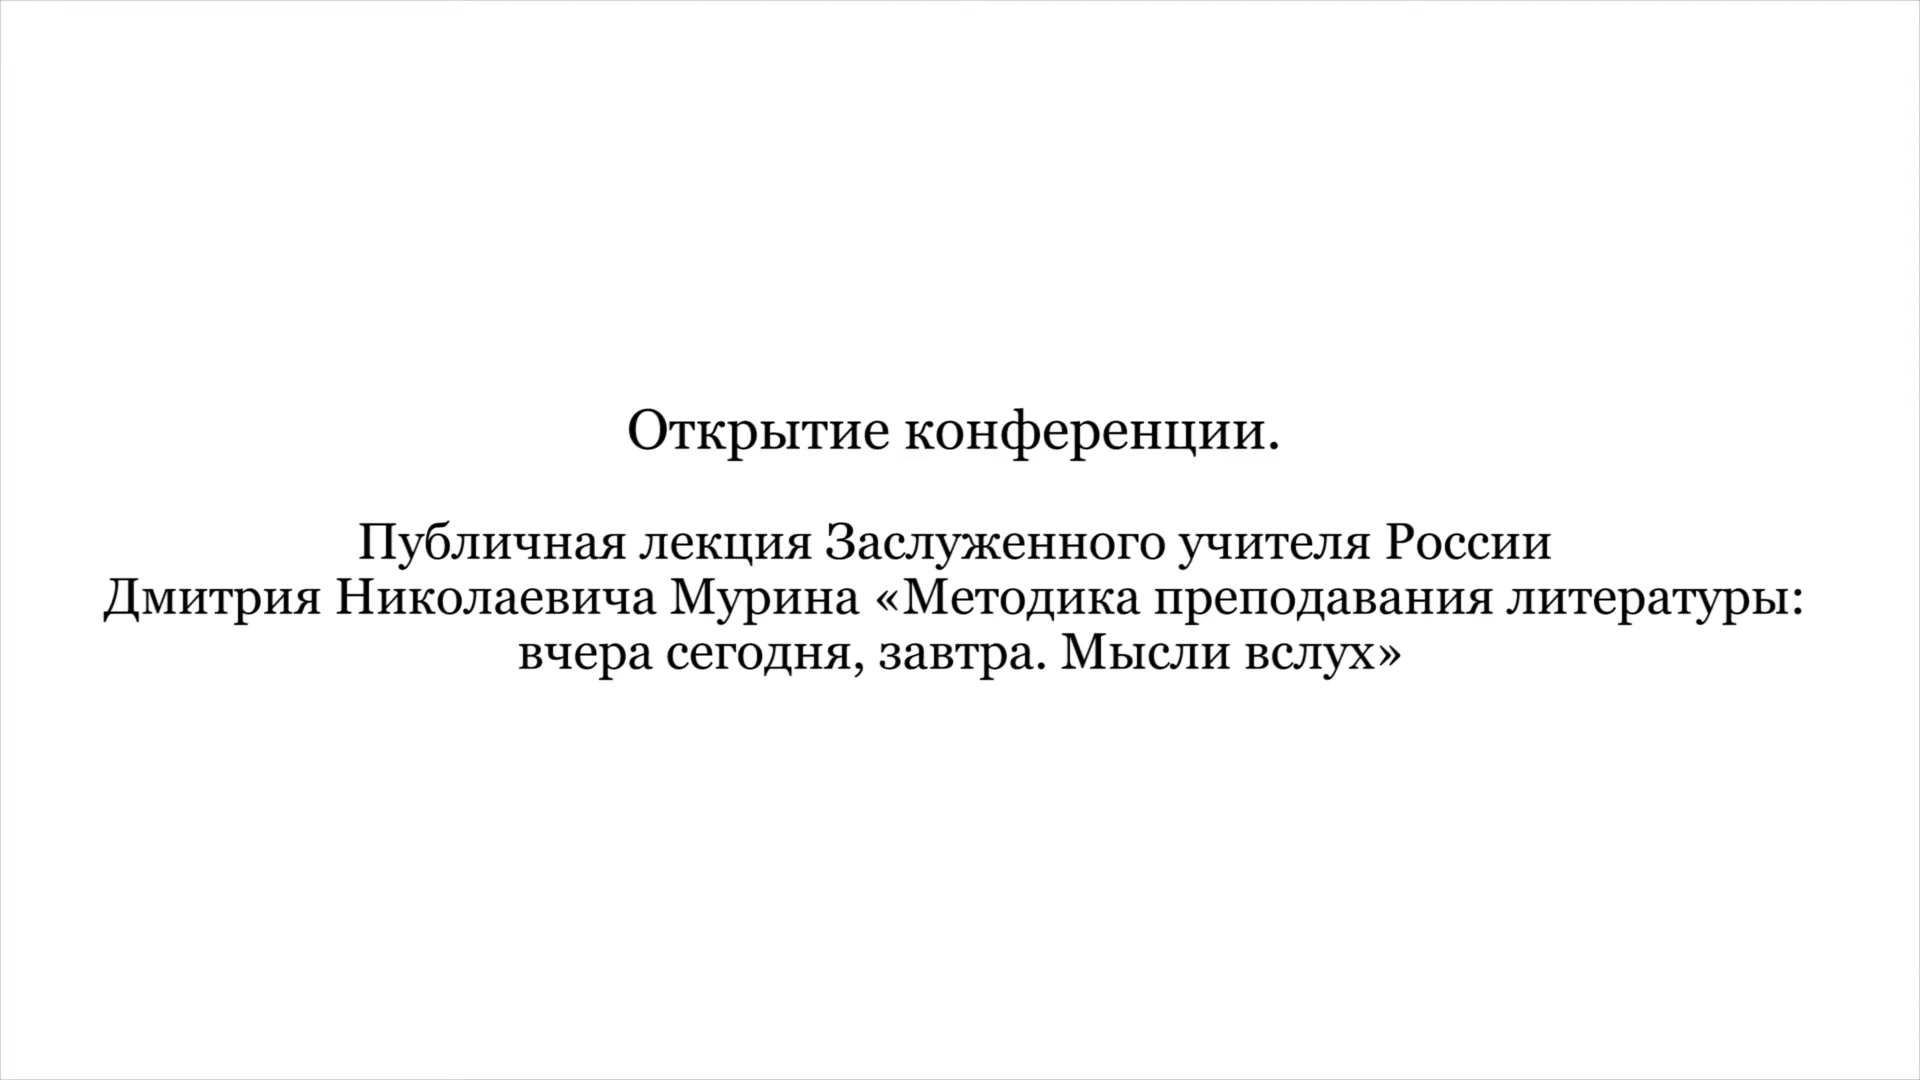 Открытие конференции.
Публичная лекция Заслуженного учителя России
Дмитрия Николаевича Мурина «Методика преподавания литературы:
вчера сегодня, завтра. Мысли вслух»